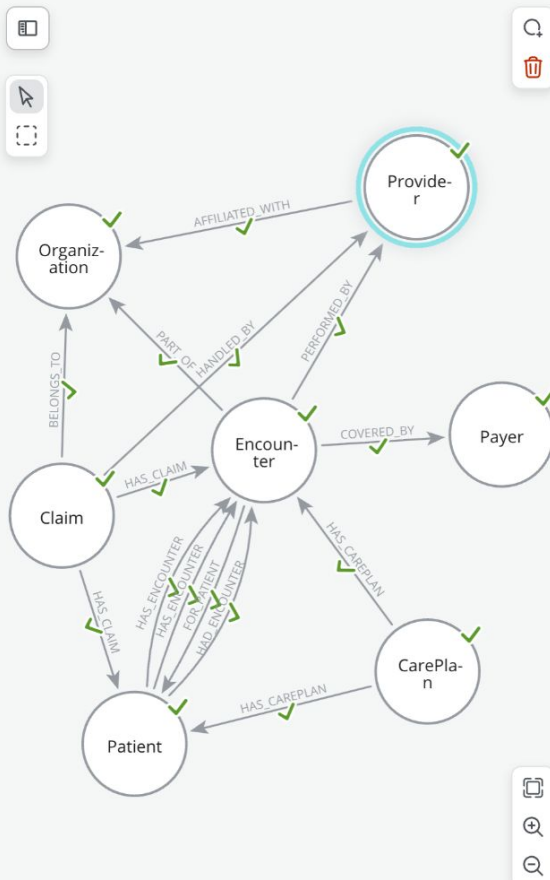 Provide-
r
AFFILIATED_WITH
Organiz-
ation
PART_OF
HANDLED_BY
PERFORMED_BY
BELONGS_TO
Encoun-
ter
COVERED_BY
Payer
HAS_CLAIM
Claim
HAS_ENCOUNTER
HAS_ENCOUNTER
FOR_PATIENT
HAD_ENCOUNTER
HAS_CAREPLAN
HAS_CLAIM
CarePla-
n
HAS_CAREPLAN
Patient